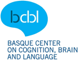 bcbl
BASQUE CENTER
ON COGNITION, BRAIN
AND LANGUAGE